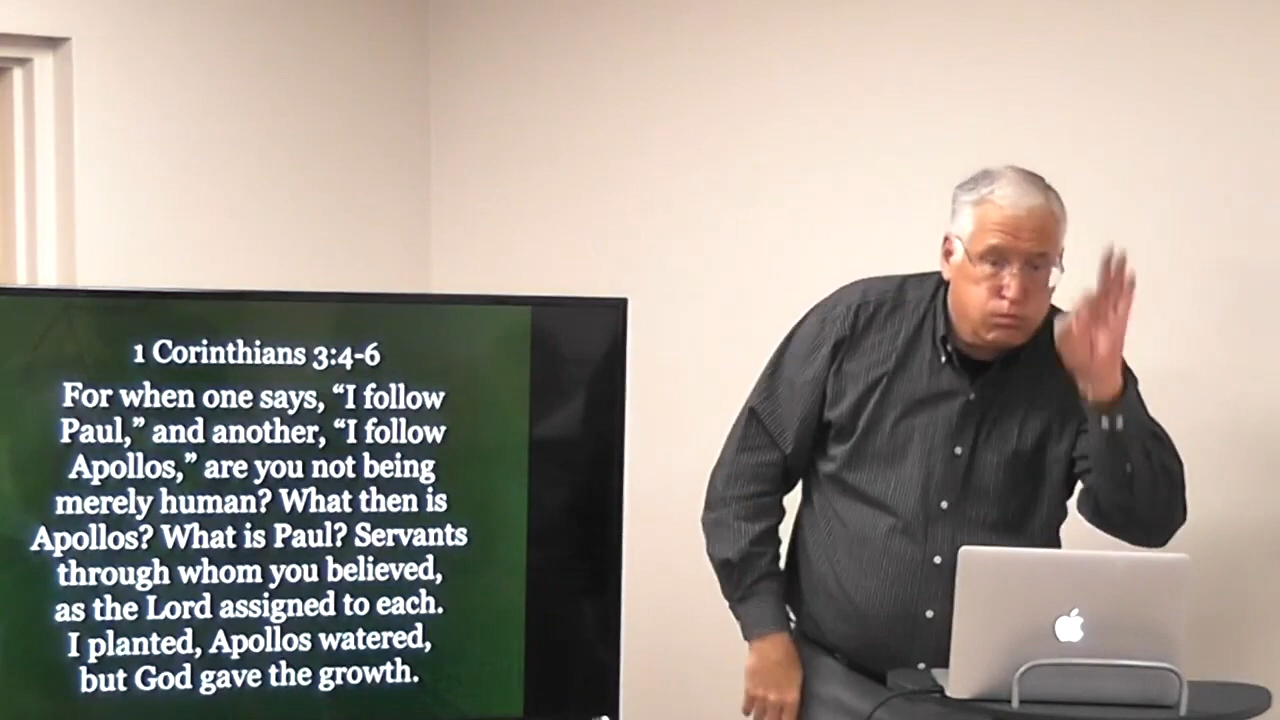 1 Corinthians 3:4-6
For when one says, “I follow
Paul,” and another, “I follow
Apollos,” are you not being
merely human? What then is
Apollos? What is Paul? Servants
through whom you believed,
as the Lord assigned to each.
I planted, Apollos watered,
but God gave the growth.